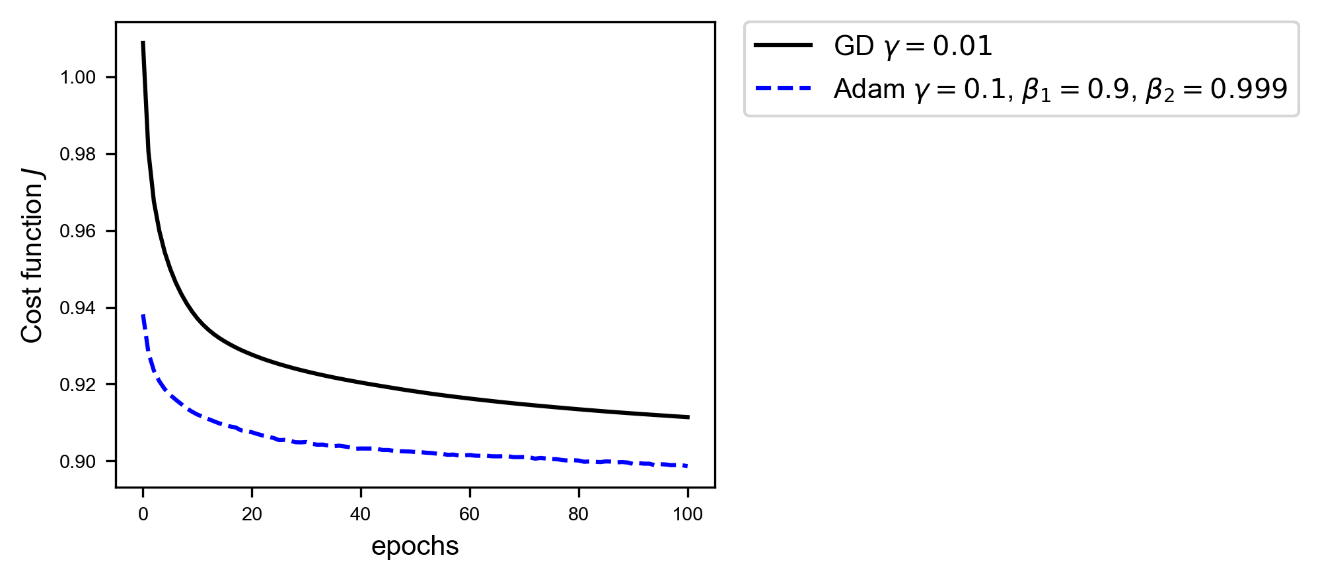 1.00
0.98
0.96
0.94
0.92
0.90
Cost function J
0 20 40 60 80 100
epochs
GD γ = 0.01
Adam γ = 0.1, β₁ = 0.9, β₂ = 0.999